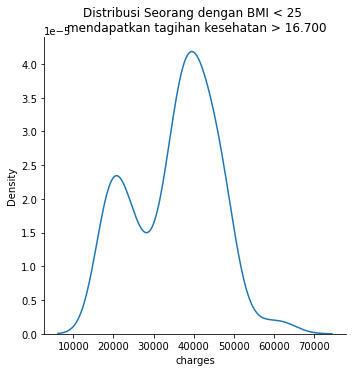 Distribusi Seorang dengan BMI < 25
mendapatkan tagihan kesehatan > 16.700
1e−5
4.0
3.5
3.0
2.5
2.0
1.5
1.0
0.5
0.0
Density
10000 20000 30000 40000 50000 60000 70000
charges